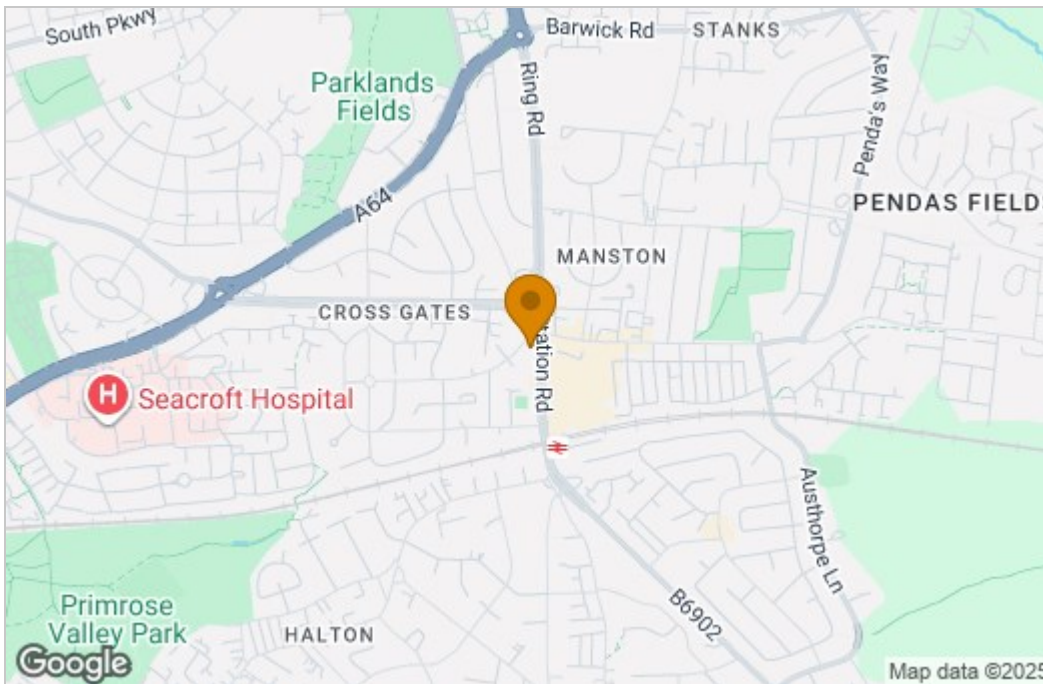 South Pkwy
Barwick Rd
STANKS
Parklands
Fields
Ring Rd
Penda's Way
A64
PENDAS FIELD
MANSTON
CROSS GATES
tation Rd
H
Seacroft Hospital
Austhorpe Ln
Primrose
Valley Park
HALTON
B6902
Google
Map data ©2025